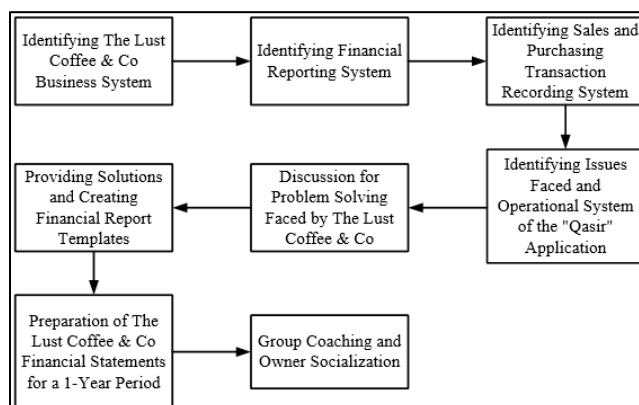 Identifying The Lust
Coffee & Co
Business System
Identifying Financial
Reporting System
Identifying Sales and
Purchasing
Transaction
Recording System
Identifying Issues
Faced and
Operational System
of the "Qasir"
Application
Discussion for
Problem Solving
Faced by The Lust
Coffee & Co
Providing Solutions
and Creating
Financial Report
Templates
Preparation of The
Lust Coffee & Co
Financial Statements
for a 1-Year Period
Group Coaching and
Owner Socialization